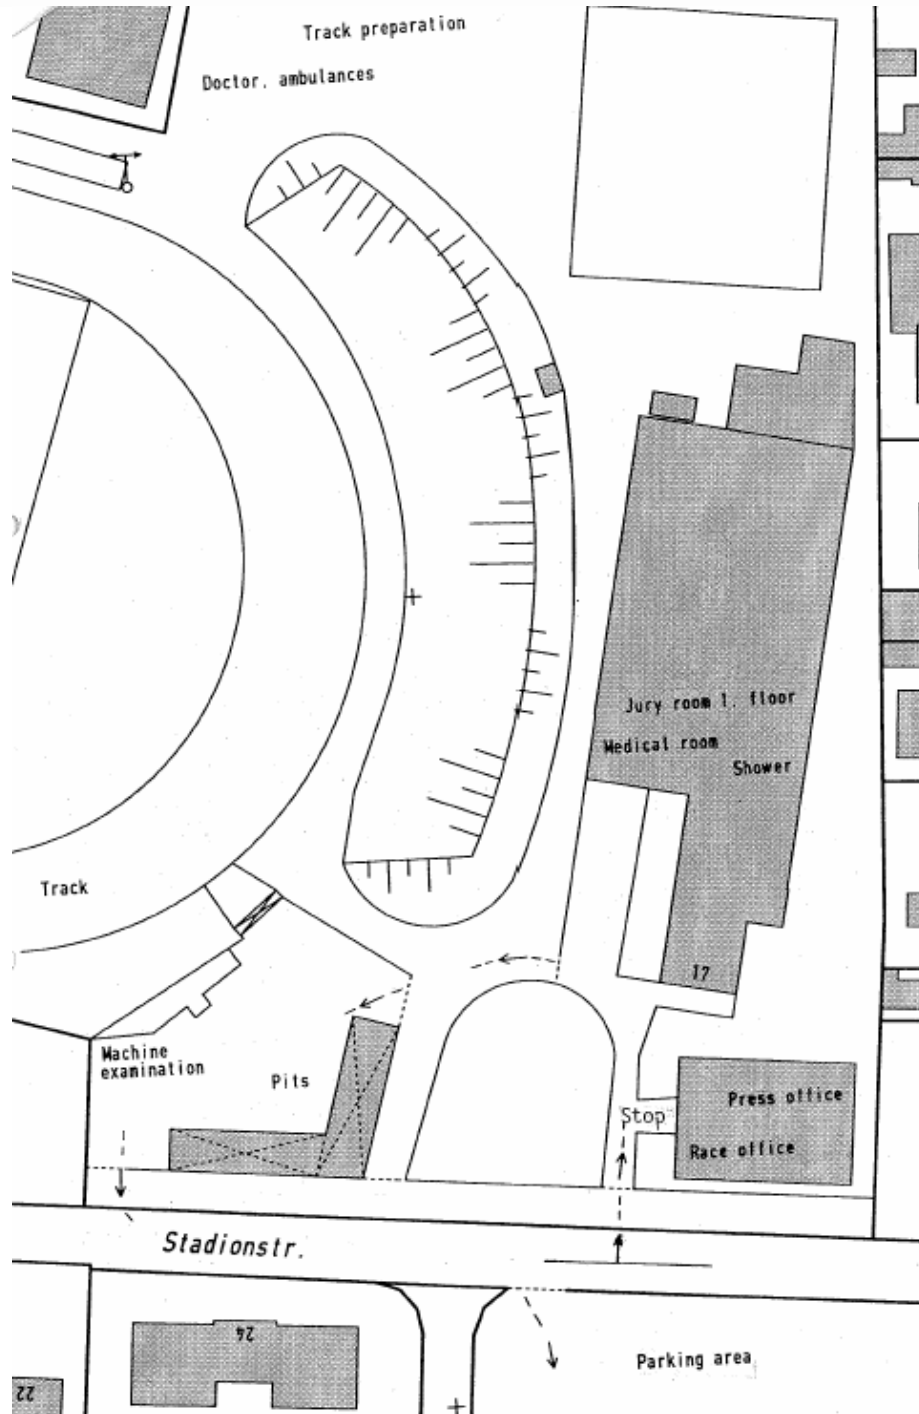 Track preparation
Doctor, ambulances
Jury room 1. floor
Medical room
Shower
Track
17
Machine
examination
Pits
Press office
Stop
Race office
Stadionstr.
24
Parking area
22